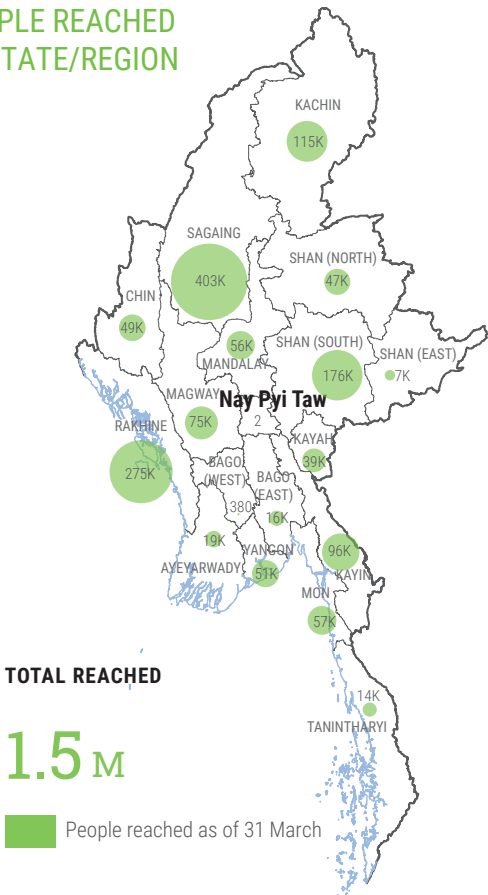 PLE REACHED
TATE/REGION
KACHIN
115K
SAGAING
403K
SHAN (NORTH)
47K
CHIN
49K
56K
MANDALAY
SHAN (SOUTH)
176K
SHAN (EAST)
7K
MAGWAY
75K
Nay Pyi Taw
2
RAKHINE
275K
KAYAH
39K
BAGO
(WEST)
380
BAGO
(EAST)
16K
19K
AYEYARWADY
YANGON
51K
96K
KAYIN
MON
57K
14K
TANINTHARYI
TOTAL REACHED
1.5 M
People reached as of 31 March